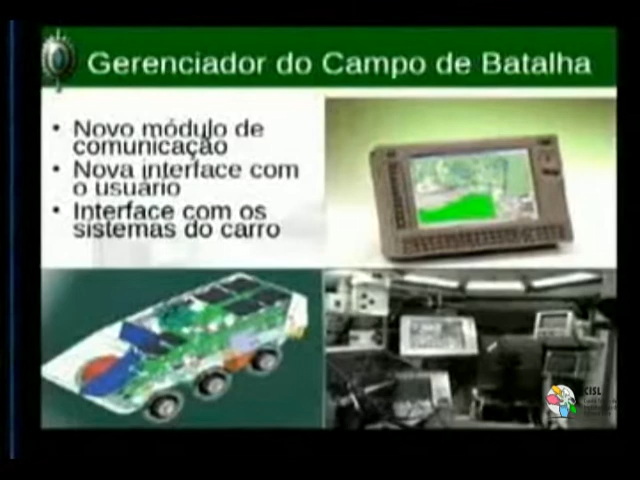 Gerenciador do Campo de Batalha
• Novo módulo de
comunicação
• Nova interface com
o usuário
• Interface com os
sistemas do carro
CISL